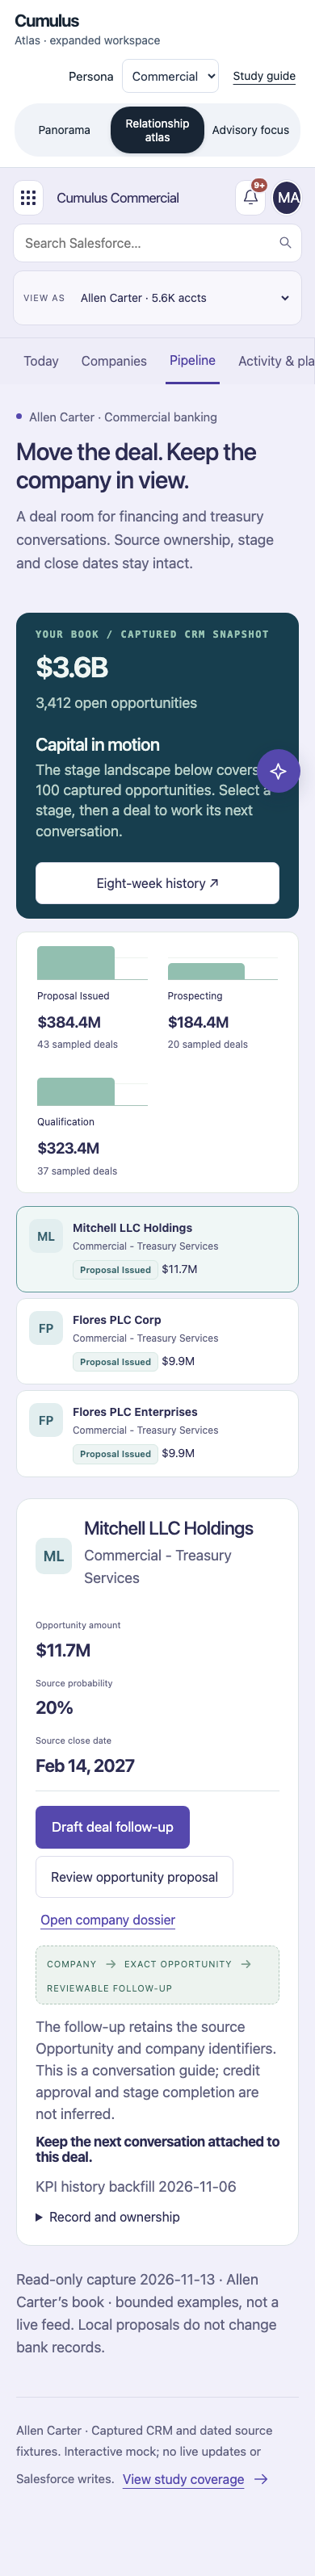 Cumulus
Atlas · expanded workspace
Persona
Commercial
Study guide
Panorama
Relationship
atlas
Advisory focus
Cumulus Commercial
9+
MA
Search Salesforce...
VIEW AS
Allen Carter · 5.6K accts
Today
Companies
Pipeline
Activity & pla
Allen Carter · Commercial banking
Move the deal. Keep the
company in view.
A deal room for financing and treasury
conversations. Source ownership, stage
and close dates stay intact.
YOUR BOOK / CAPTURED CRM SNAPSHOT
$3.6B
3,412 open opportunities
Capital in motion
The stage landscape below covers
100 captured opportunities. Select a
stage, then a deal to work its next
conversation.
Eight-week history ↗
Proposal Issued
$384.4M
43 sampled deals
Prospecting
$184.4M
20 sampled deals
Qualification
$323.4M
37 sampled deals
ML
Mitchell LLC Holdings
Commercial - Treasury Services
Proposal Issued $11.7M
FP
Flores PLC Corp
Commercial - Treasury Services
Proposal Issued $9.9M
FP
Flores PLC Enterprises
Commercial - Treasury Services
Proposal Issued $9.9M
ML
Mitchell LLC Holdings
Commercial - Treasury
Services
Opportunity amount
$11.7M
Source probability
20%
Source close date
Feb 14, 2027
Draft deal follow-up
Review opportunity proposal
Open company dossier
COMPANY → EXACT OPPORTUNITY →
REVIEWABLE FOLLOW-UP
The follow-up retains the source
Opportunity and company identifiers.
This is a conversation guide; credit
approval and stage completion are
not inferred.
Keep the next conversation attached to
this deal.
KPI history backfill 2026-11-06
▶ Record and ownership
Read-only capture 2026-11-13 · Allen
Carter's book · bounded examples, not a
live feed. Local proposals do not change
bank records.
Allen Carter · Captured CRM and dated source
fixtures. Interactive mock; no live updates or
Salesforce writes. View study coverage →